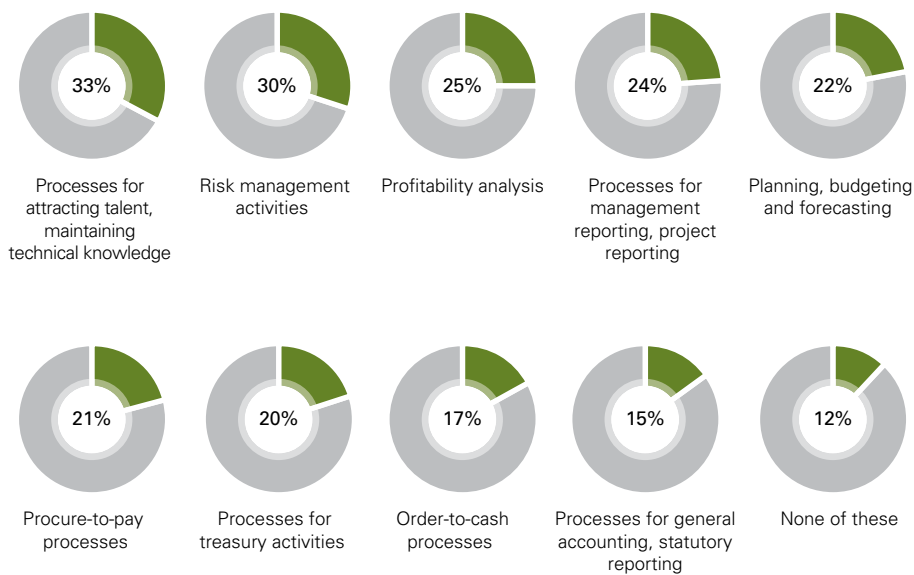 33%
30%
25%
24%
22%
Processes for
attracting talent,
maintaining
technical knowledge
Risk management
activities
Profitability analysis
Processes for
management
reporting, project
reporting
Planning, budgeting
and forecasting
21%
20%
17%
15%
12%
Procure-to-pay
processes
Processes for
treasury activities
Order-to-cash
processes
Processes for general
accounting, statutory
reporting
None of these